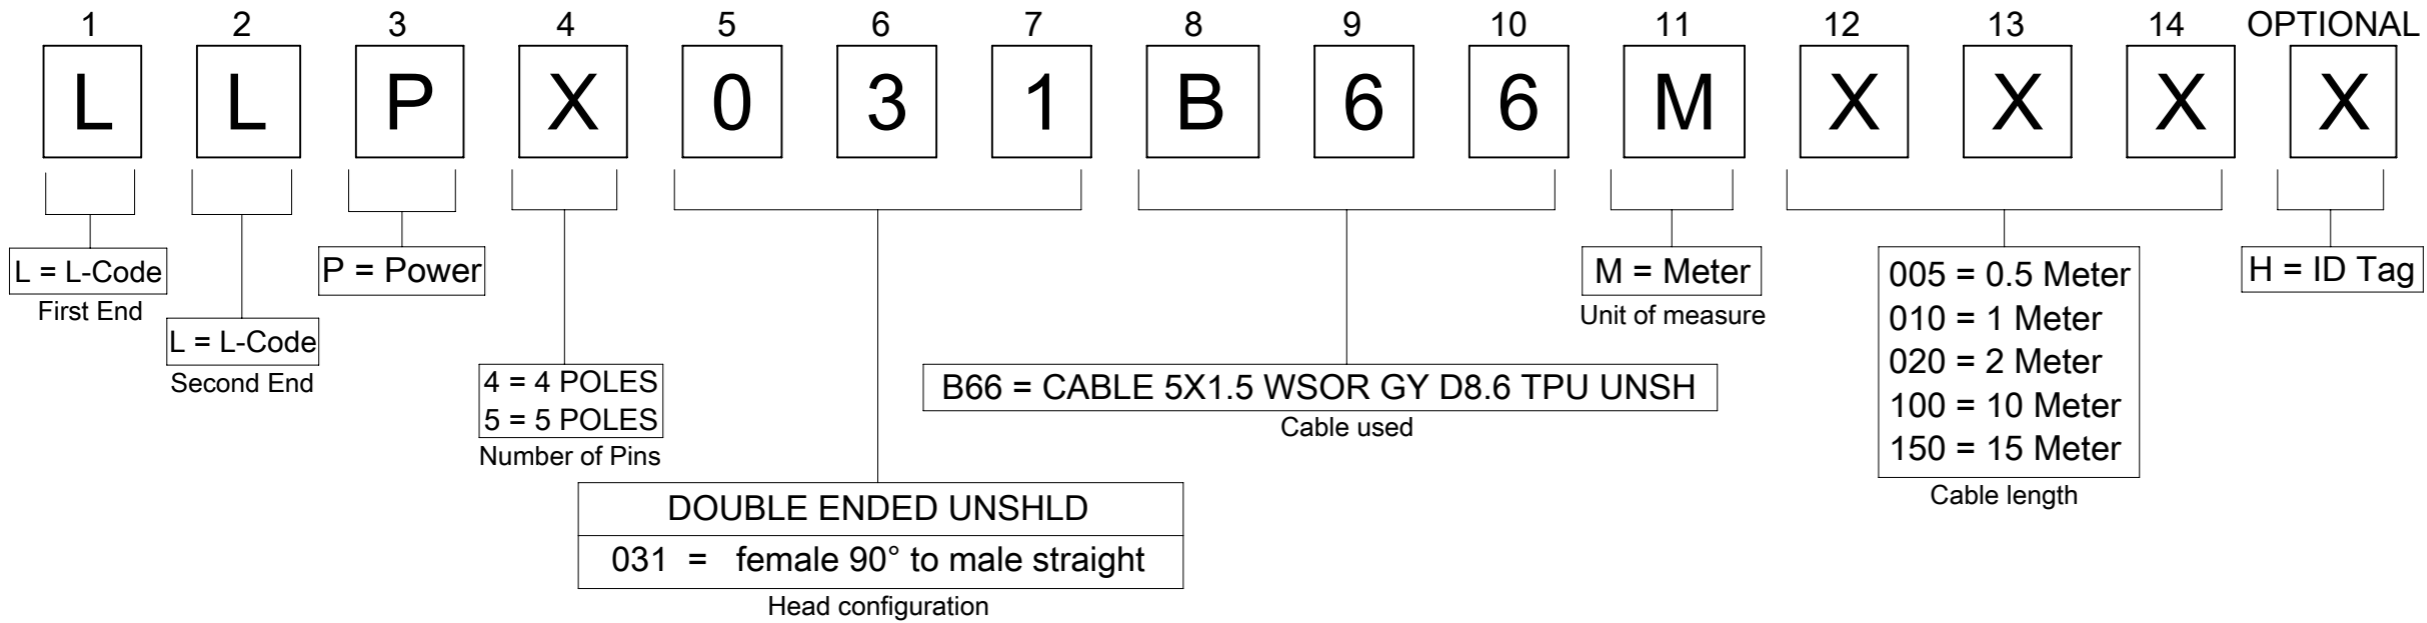 1 2 3 4 5 6 7 8 9 10 11 12 13 14 OPTIONAL
L L P X 0 3 1 B 6 6 M X X X X
L = L-Code
First End
L = L-Code
Second End
P = Power
4 = 4 POLES
5 = 5 POLES
Number of Pins
DOUBLE ENDED UNSHLD
031 = female 90° to male straight
Head configuration
B66 = CABLE 5X1.5 WSOR GY D8.6 TPU UNSH
Cable used
M = Meter
Unit of measure
005 = 0.5 Meter
010 = 1 Meter
020 = 2 Meter
100 = 10 Meter
150 = 15 Meter
Cable length
H = ID Tag